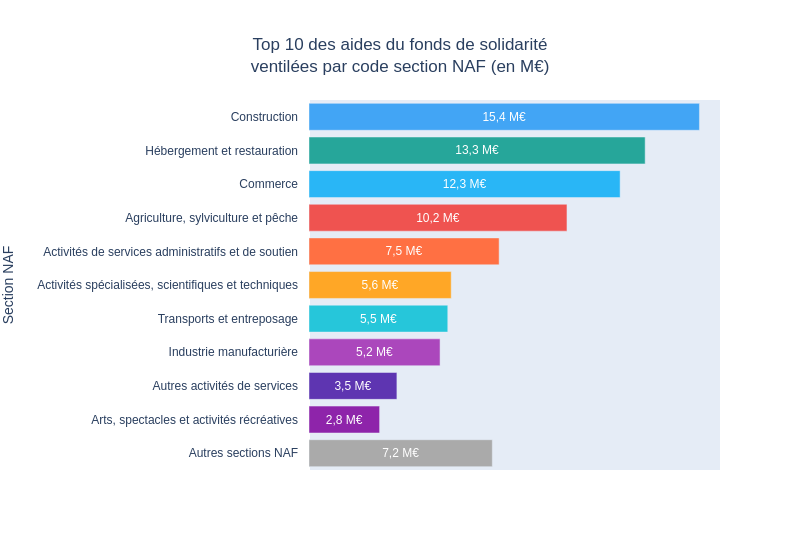 Top 10 des aides du fonds de solidarité
ventilées par code section NAF (en M€)
Section NAF
Construction 15,4 M€
Hébergement et restauration 13,3 M€
Commerce 12,3 M€
Agriculture, sylviculture et pêche 10,2 M€
Activités de services administratifs et de soutien 7,5 M€
Activités spécialisées, scientifiques et techniques 5,6 M€
Transports et entreposage 5,5 M€
Industrie manufacturière 5,2 M€
Autres activités de services 3,5 M€
Arts, spectacles et activités récréatives 2,8 M€
Autres sections NAF 7,2 M€